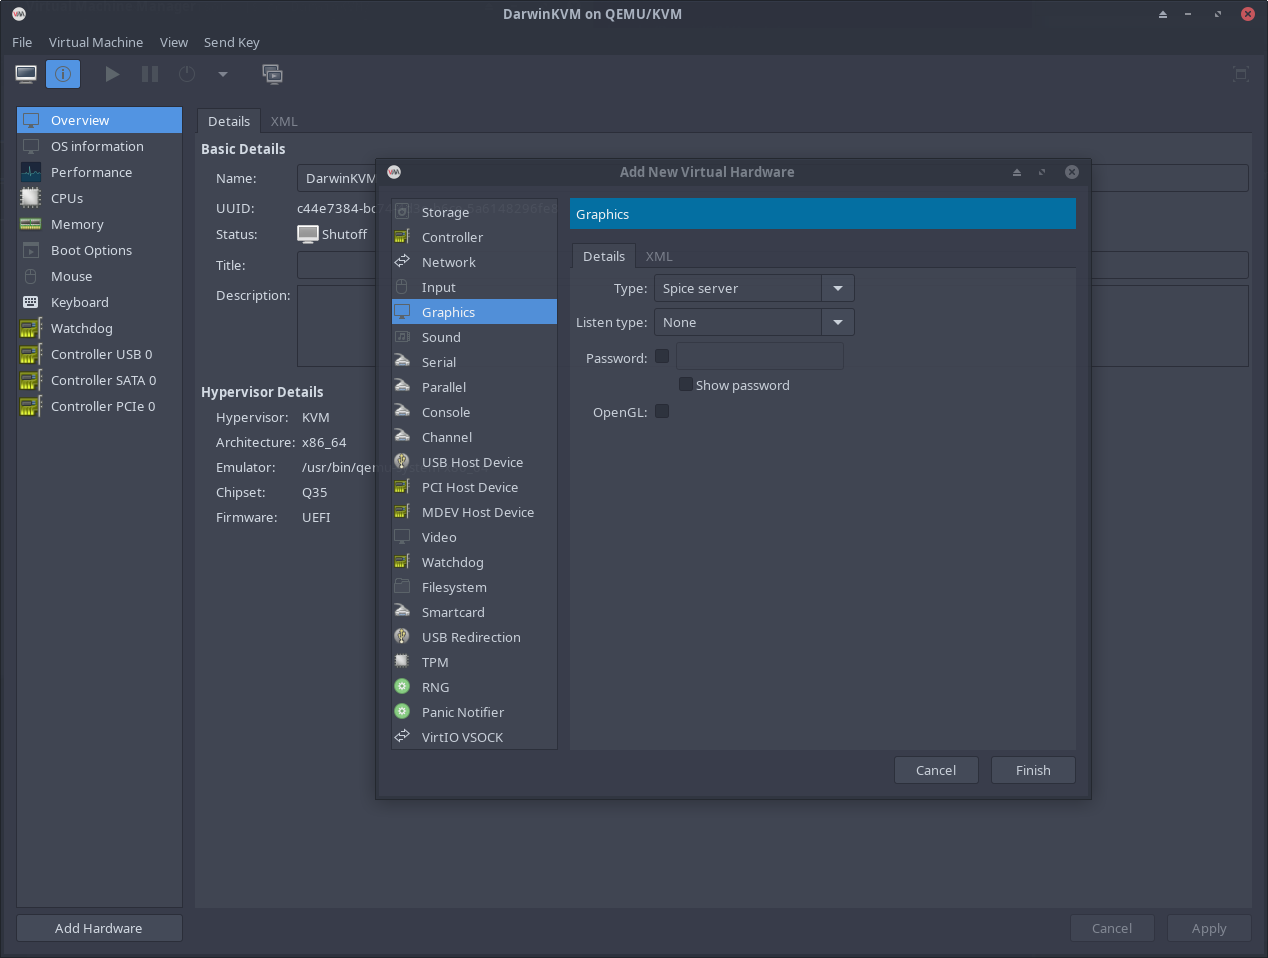 DarwinKVM on QEMU/KVM
File Virtual Machine View Send Key
Overview
OS information
Performance
CPUs
Memory
Boot Options
Mouse
Keyboard
Watchdog
Controller USB 0
Controller SATA 0
Controller PCIe 0
Add Hardware
Details XML
Basic Details
Name: DarwinKVM
UUID: c44e7384-bc
Status: Shutoff
Title:
Description:
Hypervisor Details
Hypervisor: KVM
Architecture: x86_64
Emulator: /usr/bin/qem
Chipset: Q35
Firmware: UEFI
Add New Virtual Hardware
Storage
Controller
Network
Input
Graphics
Sound
Serial
Parallel
Console
Channel
USB Host Device
PCI Host Device
MDEV Host Device
Video
Watchdog
Filesystem
Smartcard
USB Redirection
TPM
RNG
Panic Notifier
VirtIO VSOCK
Graphics
Details XML
Type: Spice server
Listen type: None
Password:
Show password
OpenGL:
Cancel Finish
Cancel Apply